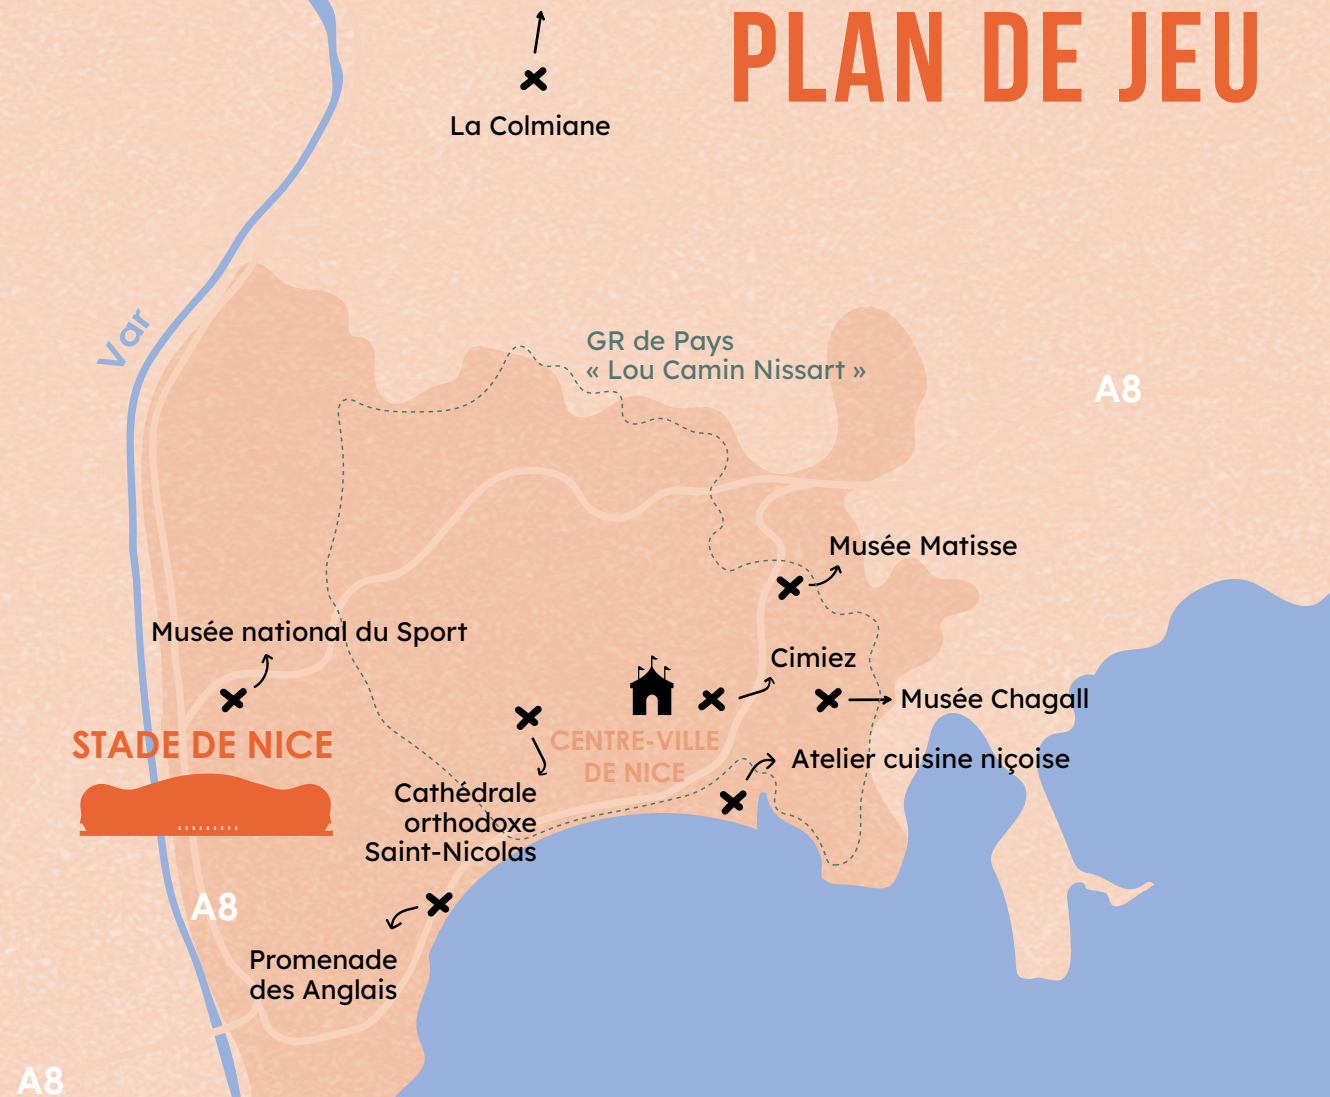 PLAN DE JEU
La Colmiane
Var
GR de Pays
« Lou Camin Nissart »
A8
Musée Matisse
Musée national du Sport
Cimiez
Musée Chagall
STADE DE NICE
CENTRE-VILLE
DE NICE
Atelier cuisine niçoise
Cathédrale
orthodoxe
Saint-Nicolas
A8
Promenade
des Anglais
A8